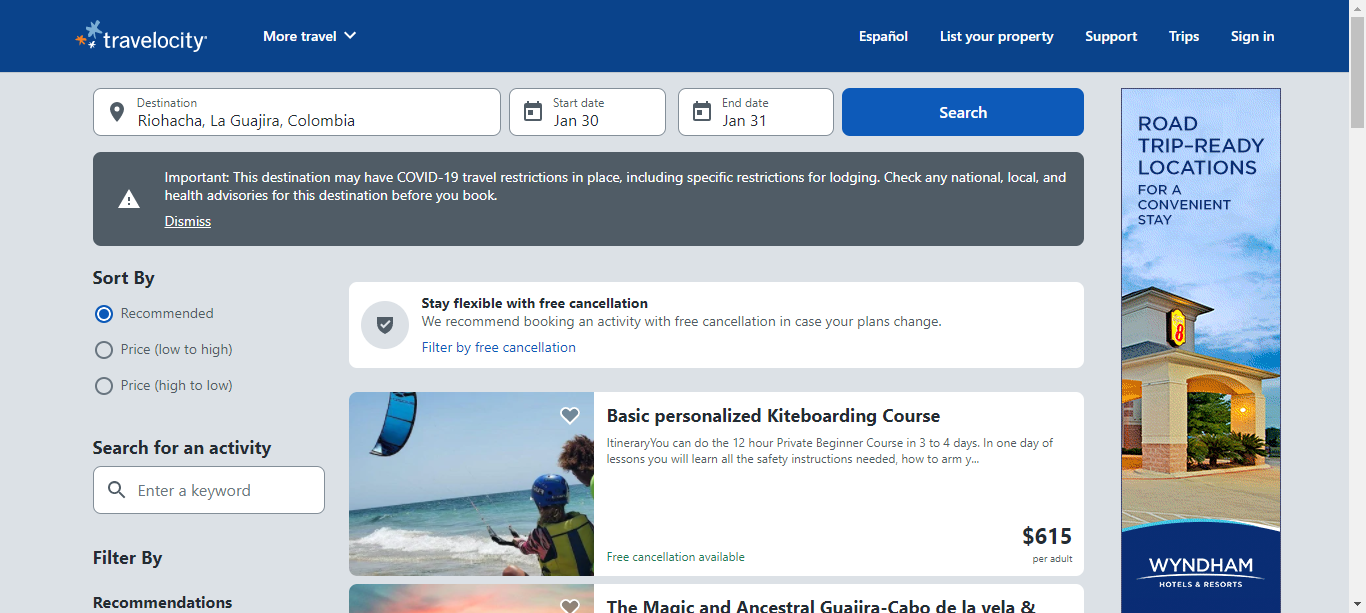 travelocity
More travel
Español
List your property
Support
Trips
Sign in
Destination
Riohacha, La Guajira, Colombia
Start date
Jan 30
End date
Jan 31
Search
Important: This destination may have COVID-19 travel restrictions in place, including specific restrictions for lodging. Check any national, local, and
health advisories for this destination before you book.
Dismiss
Sort By
Recommended
Price (low to high)
Price (high to low)
Search for an activity
Enter a keyword
Filter By
Recommendations
Stay flexible with free cancellation
We recommend booking an activity with free cancellation in case your plans change.
Filter by free cancellation
Basic personalized Kiteboarding Course
ItineraryYou can do the 12 hour Private Beginner Course in 3 to 4 days. In one day of
lessons you will learn all the safety instructions needed, how to arm y...
$615
per adult
Free cancellation available
The Magic and Ancestral Guajira-Cabo de la vela &
ROAD
TRIP-READY
LOCATIONS
FOR A
CONVENIENT
STAY
8
WYNDHAM
HOTELS & RESORTS